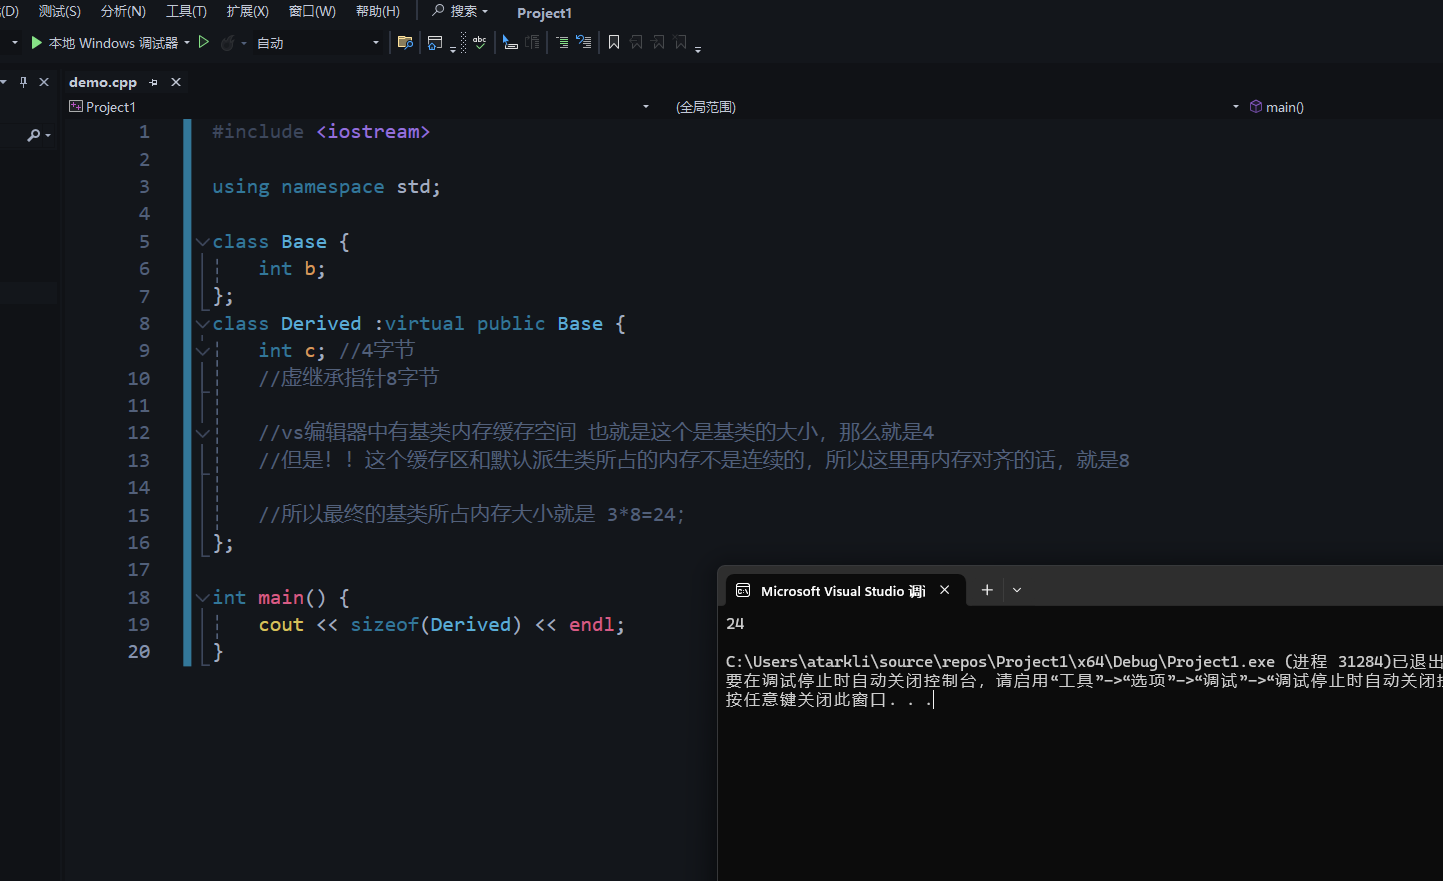 (D) 测试(S) 分析(N) 工具(T) 扩展(X) 窗口(W) 帮助(H) 搜索 Project1
本地 Windows 调试器 自动
demo.cpp
Project1 (全局范围) main()
1 #include <iostream>
2
3 using namespace std;
4
5 class Base {
6 int b;
7 };
8 class Derived :virtual public Base {
9 int c; //4字节
10 //虚继承指针8字节
11
12 //vs编辑器中有基类内存缓存空间 也就是这个是基类的大小，那么就是4
13 //但是！！这个缓存区和默认派生类所占的内存不是连续的，所以这里再内存对齐的话，就是8
14
15 //所以最终的基类所占内存大小就是 3*8=24;
16 };
17
18 int main() {
19 cout << sizeof(Derived) << endl;
20 }
Microsoft Visual Studio 调试
24
C:\Users\atarkli\source\repos\Project1\x64\Debug\Project1.exe (进程 31284)已退出
要在调试停止时自动关闭控制台，请启用“工具”->“选项”->“调试”->“调试停止时自动关闭
按任意键关闭此窗口. . .